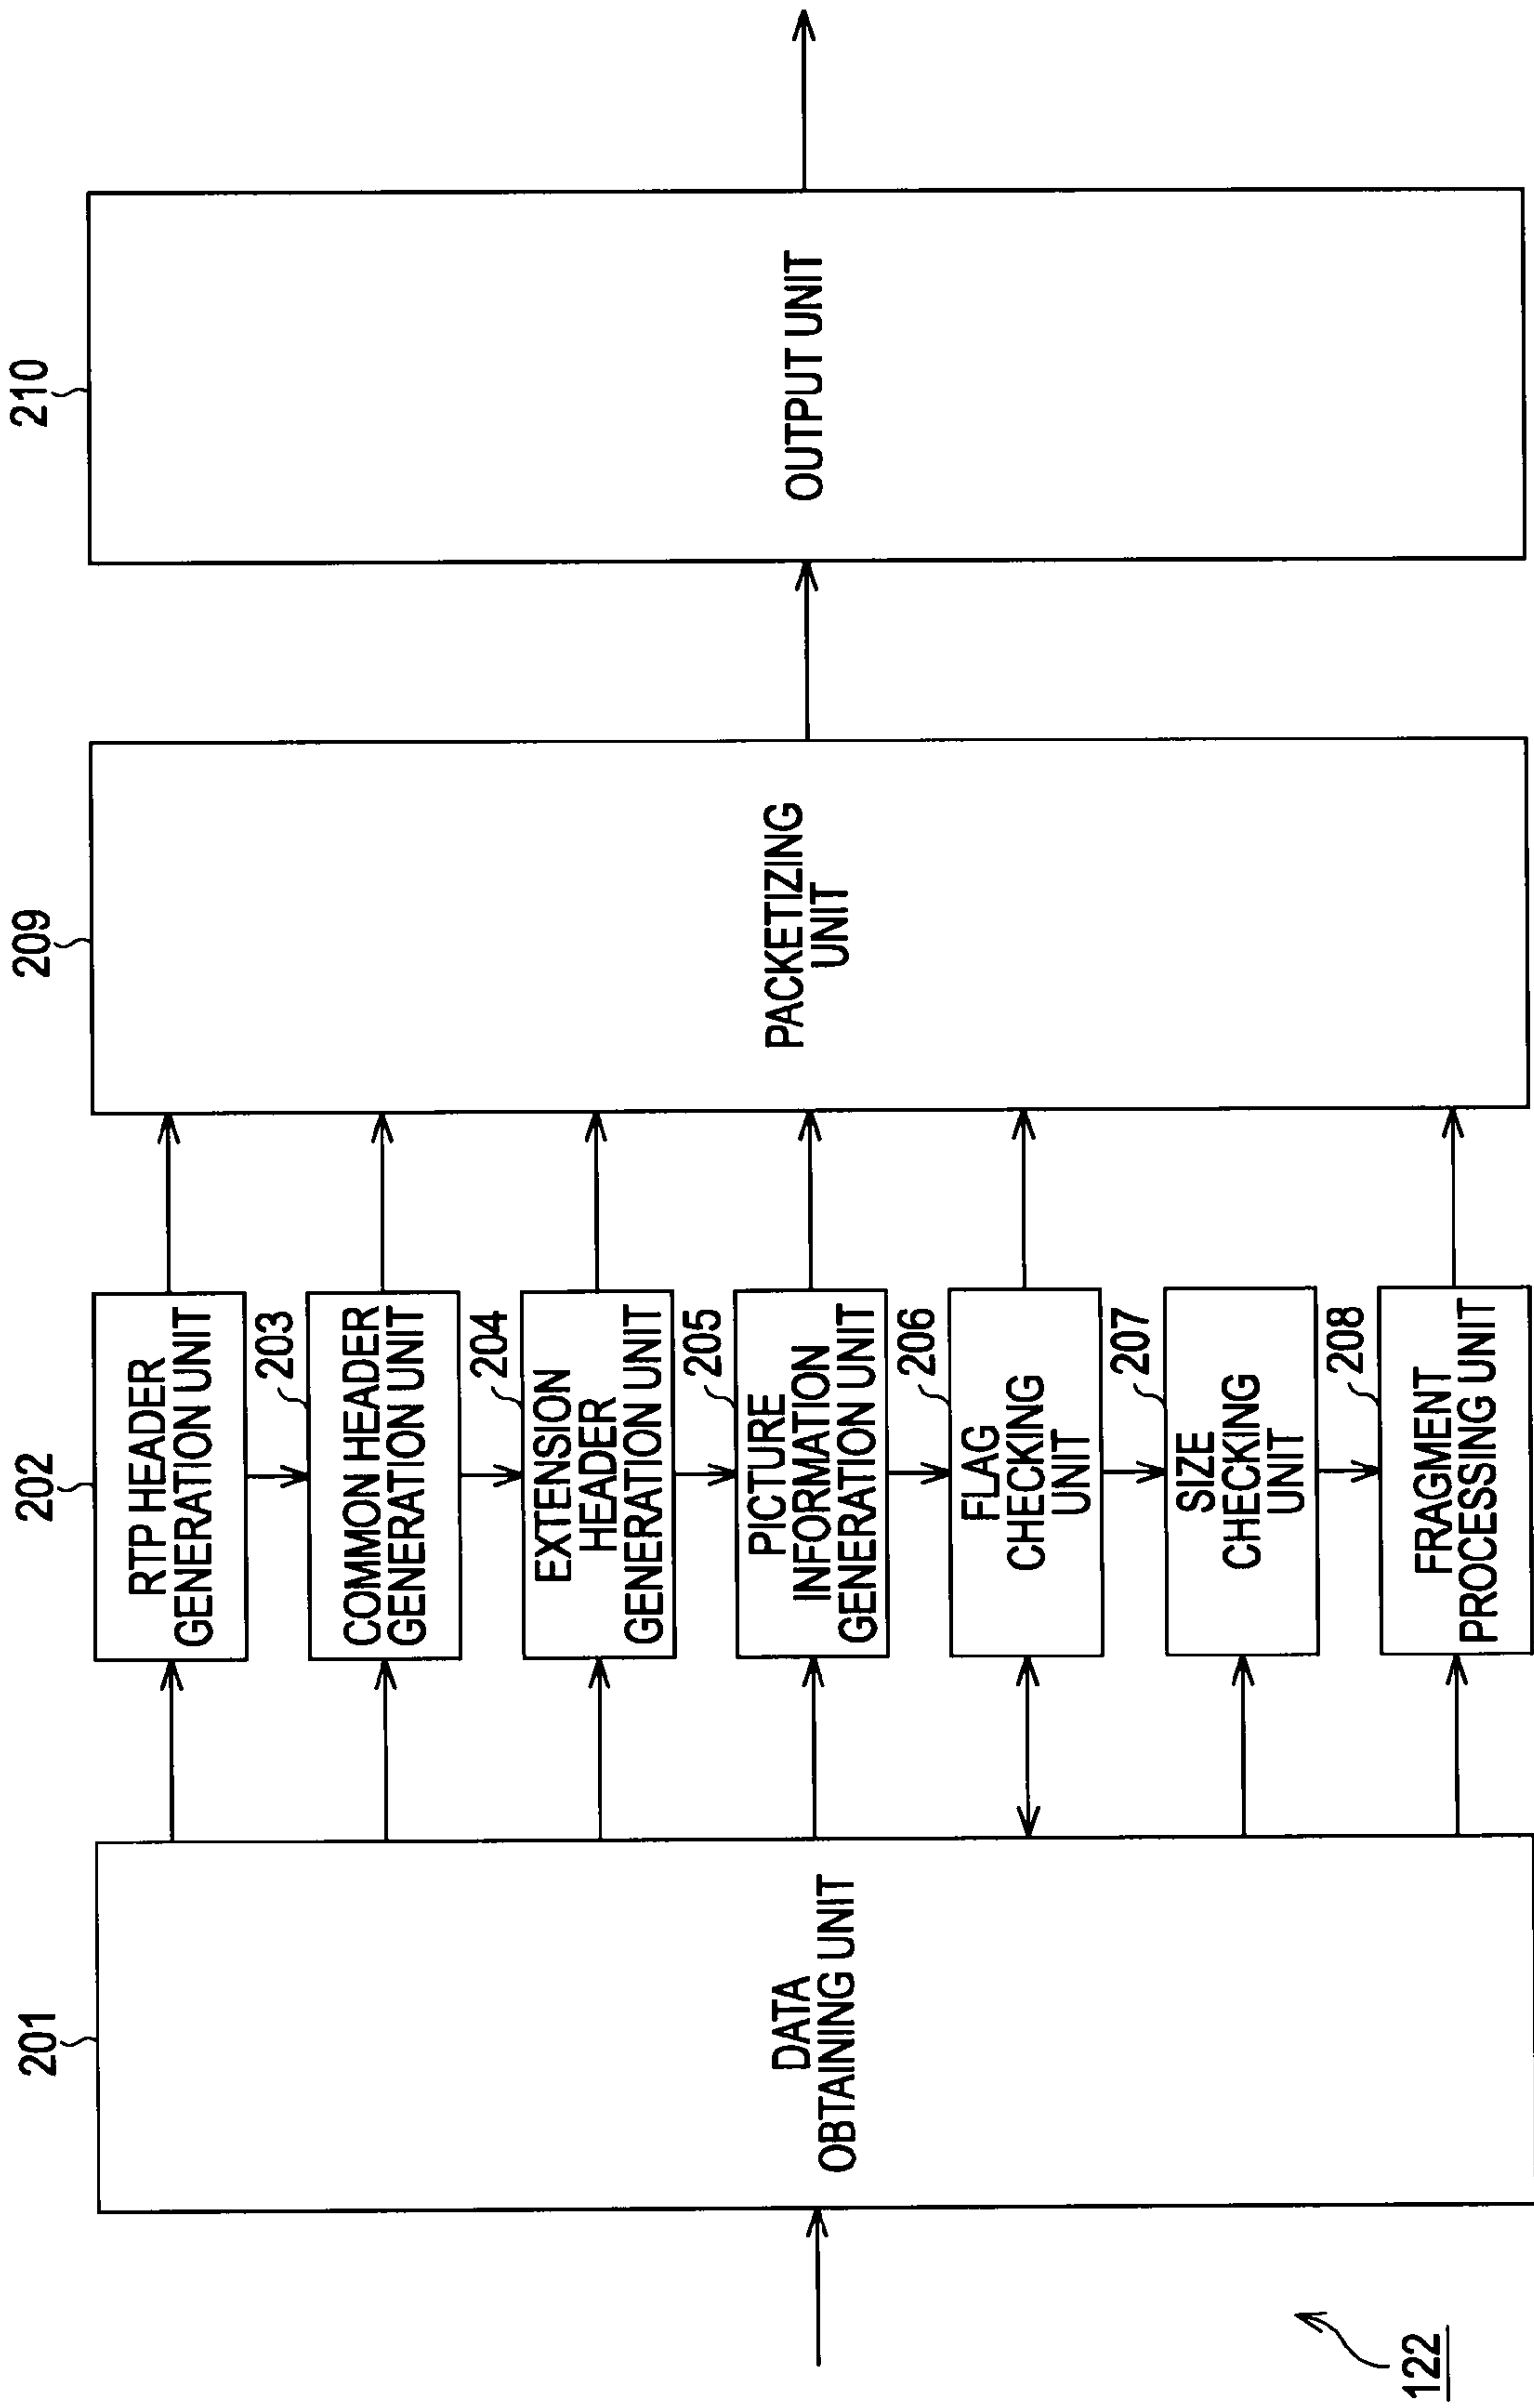 122
201
DATA
OBTAINING UNIT
202
RTP HEADER
GENERATION UNIT
203
COMMON HEADER
GENERATION UNIT
204
EXTENSION
HEADER
GENERATION UNIT
205
PICTURE
INFORMATION
GENERATION UNIT
206
FLAG
CHECKING
UNIT
207
SIZE
CHECKING
UNIT
208
FRAGMENT
PROCESSING UNIT
209
PACKETIZING
UNIT
210
OUTPUT UNIT